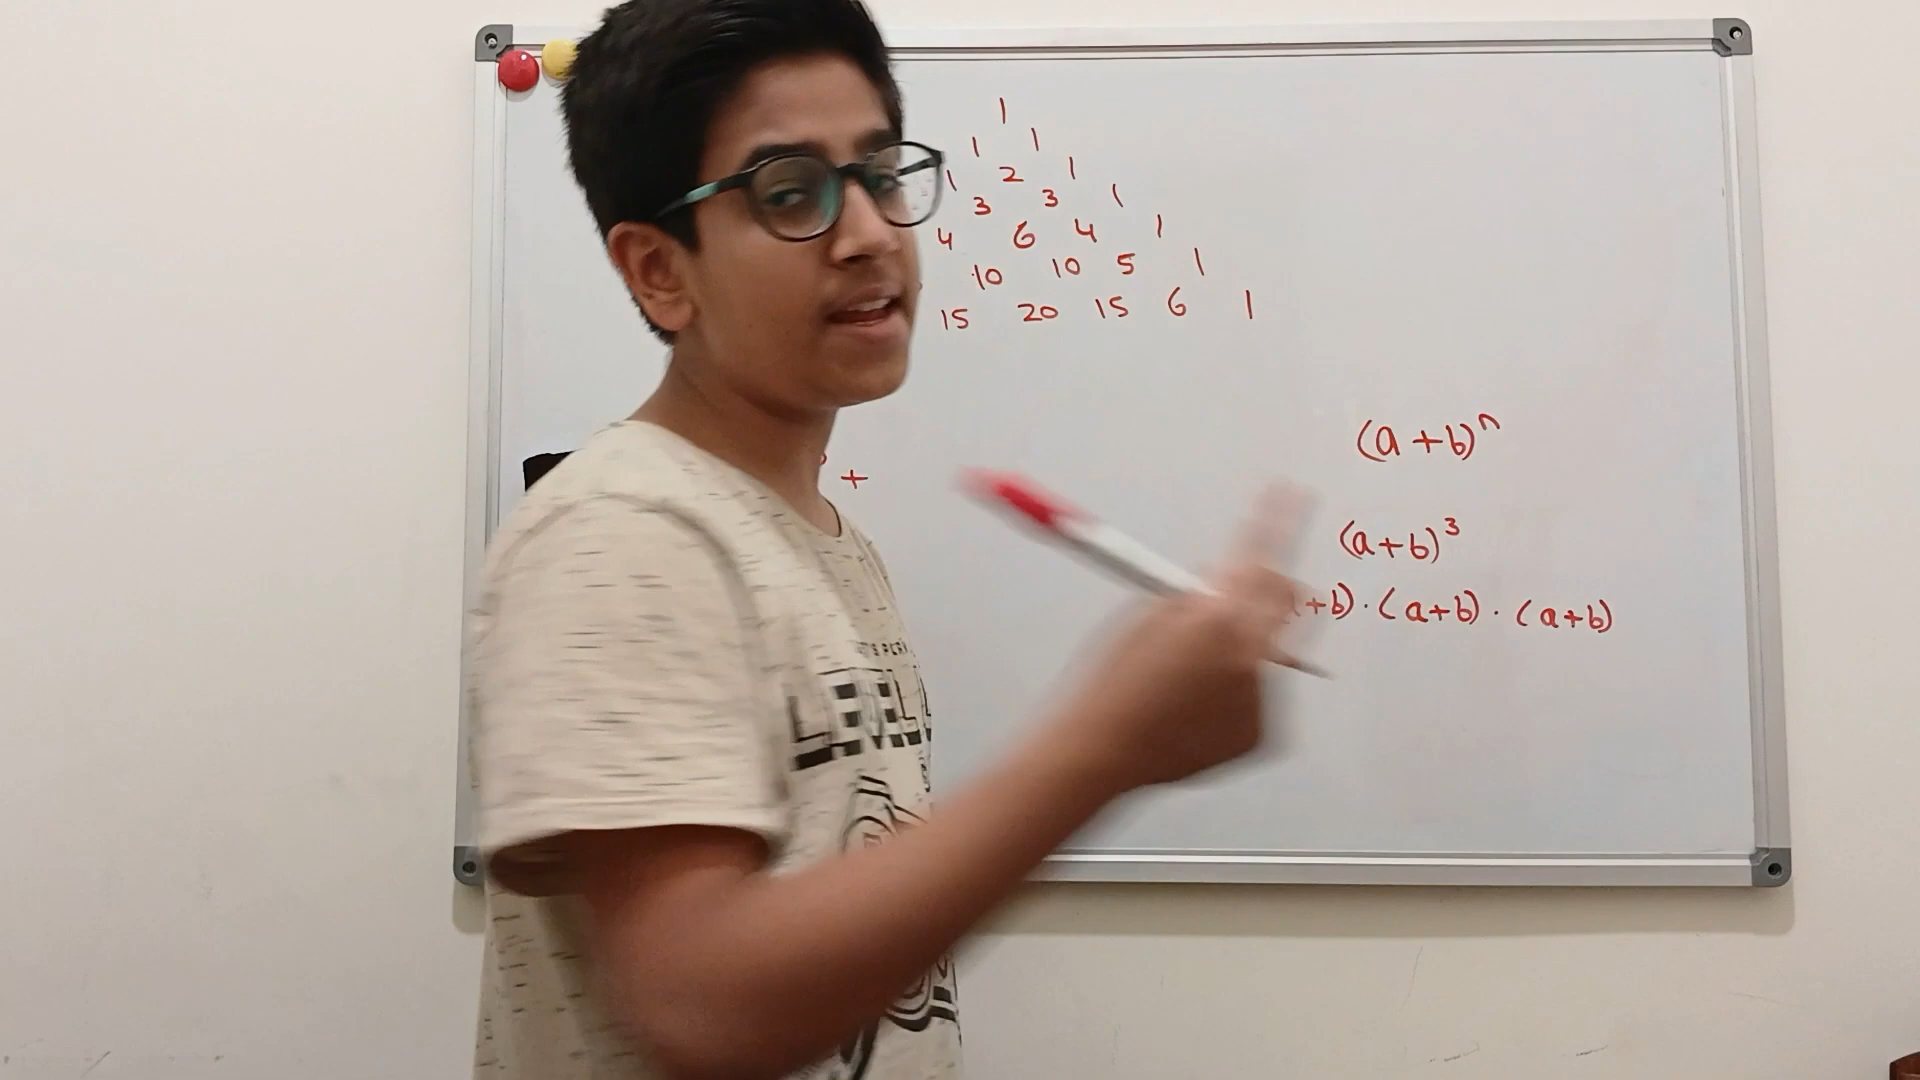 1
1 1
1 2 1
3 3 1
4 6 4 1
10 10 5 1
15 20 15 6 1
(a+b)ⁿ
+
(a+b)³
+b)·(a+b)·(a+b)
LEVEL